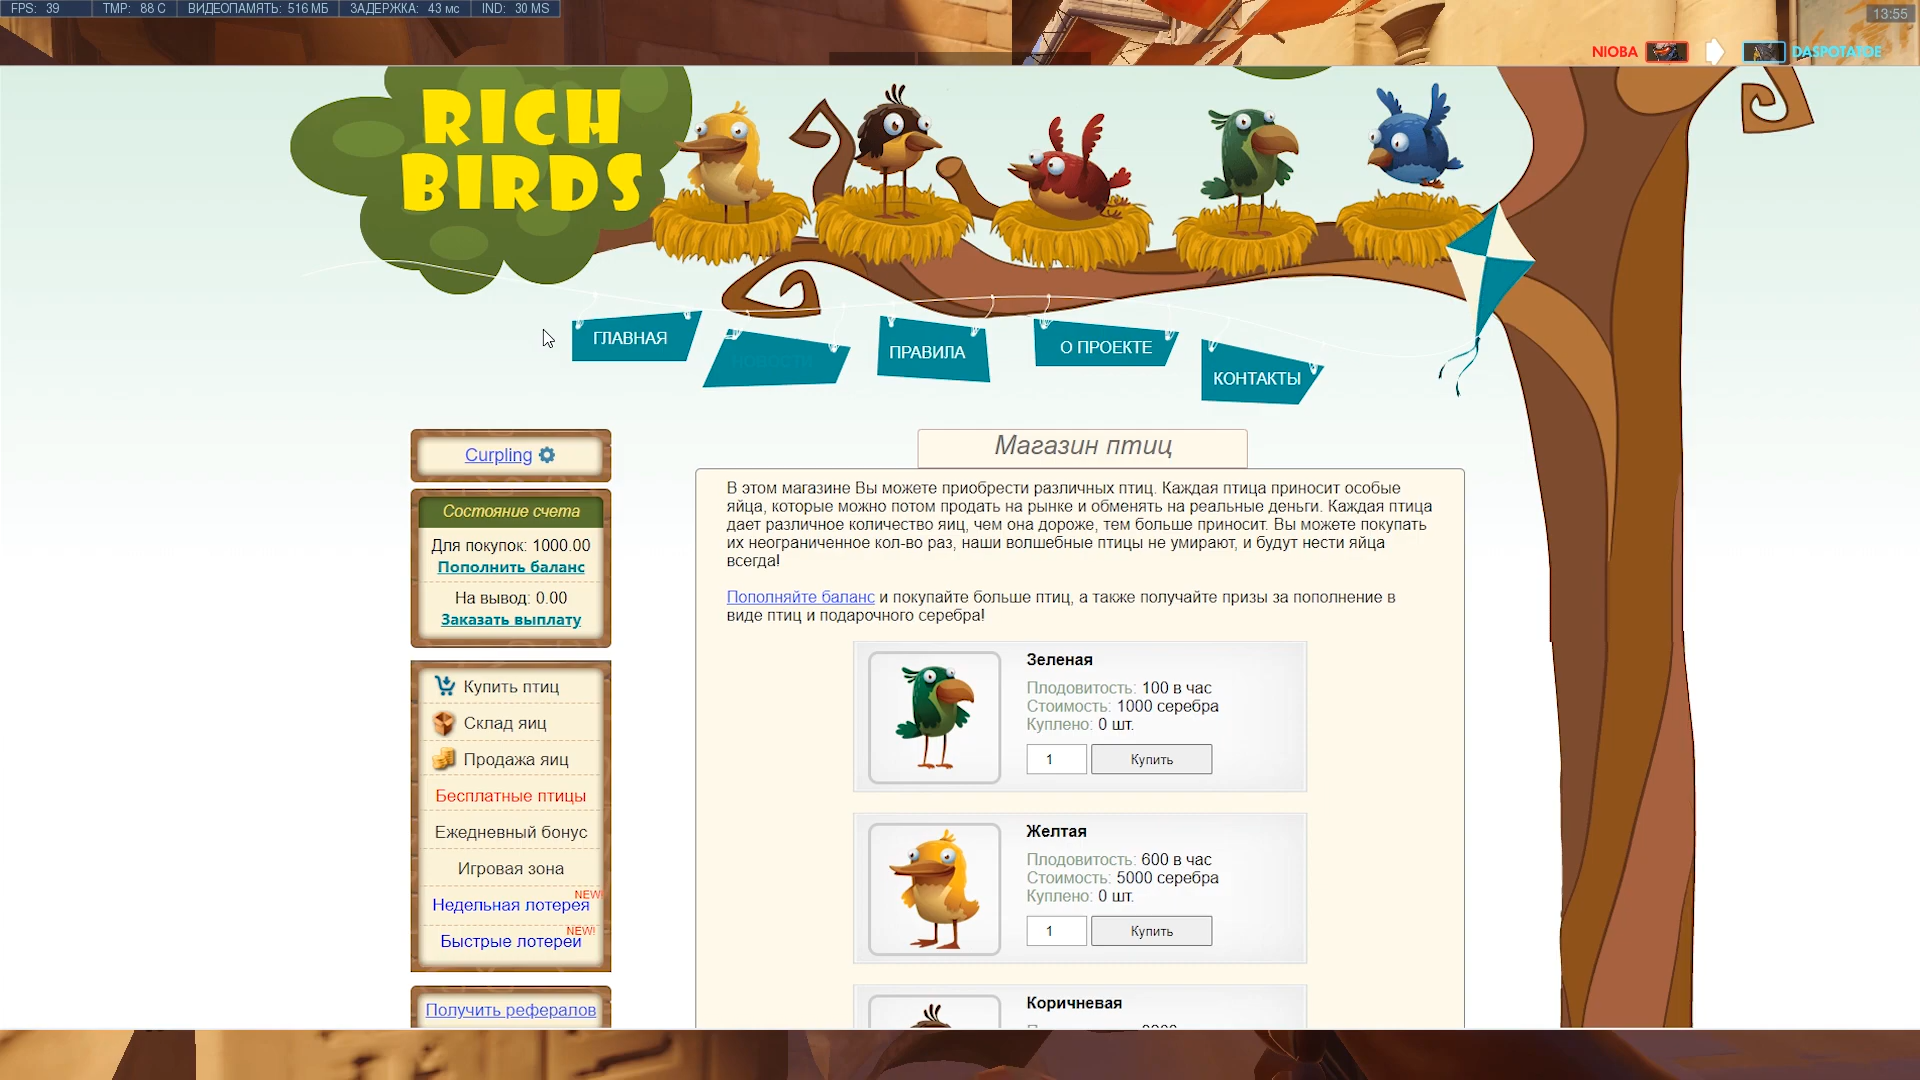 FPS: 39 TMP: 88 C ВИДЕОПАМЯТЬ: 516 МБ ЗАДЕРЖКА: 43 мс IND: 30 MS
13:55
NIOBA DASPOTATOE
RICH
BIRDS
ГЛАВНАЯ
НОВОСТИ
ПРАВИЛА
О ПРОЕКТЕ
КОНТАКТЫ
Curpling
Состояние счета
Для покупок: 1000.00
Пополнить баланс
На вывод: 0.00
Заказать выплату
Купить птиц
Склад яиц
Продажа яиц
Бесплатные птицы
Ежедневный бонус
Игровая зона
NEW!
Недельная лотерея
NEW!
Быстрые лотереи
Получить рефералов
Магазин птиц
В этом магазине Вы можете приобрести различных птиц. Каждая птица приносит особые
яйца, которые можно потом продать на рынке и обменять на реальные деньги. Каждая птица
дает различное количество яиц, чем она дороже, тем больше приносит. Вы можете покупать
их неограниченное кол-во раз, наши волшебные птицы не умирают, и будут нести яйца
всегда!
Пополняйте баланс и покупайте больше птиц, а также получайте призы за пополнение в
виде птиц и подарочного серебра!
Зеленая
Плодовитость: 100 в час
Стоимость: 1000 серебра
Куплено: 0 шт.
1 Купить
Желтая
Плодовитость: 600 в час
Стоимость: 5000 серебра
Куплено: 0 шт.
1 Купить
Коричневая